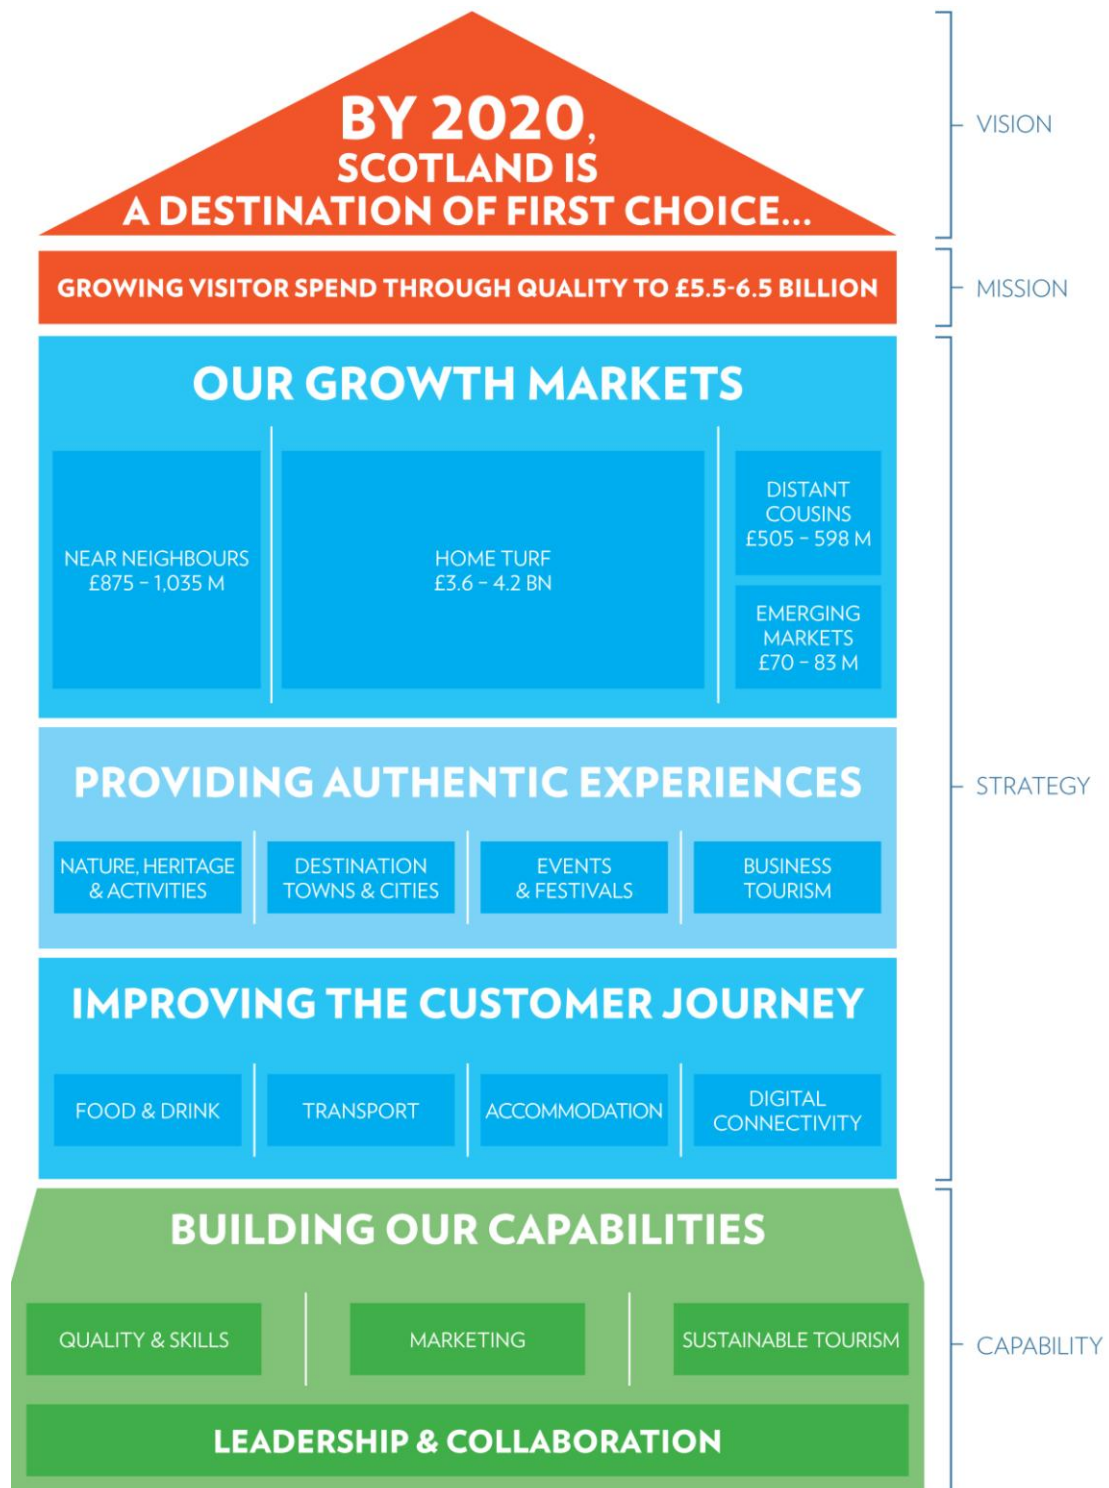 BY 2020,
SCOTLAND IS
A DESTINATION OF FIRST CHOICE...
VISION
GROWING VISITOR SPEND THROUGH QUALITY TO £5.5-6.5 BILLION
MISSION
OUR GROWTH MARKETS
NEAR NEIGHBOURS
£875 – 1,035 M
HOME TURF
£3.6 – 4.2 BN
DISTANT
COUSINS
£505 – 598 M
EMERGING
MARKETS
£70 – 83 M
PROVIDING AUTHENTIC EXPERIENCES
NATURE, HERITAGE
& ACTIVITIES
DESTINATION
TOWNS & CITIES
EVENTS
& FESTIVALS
BUSINESS
TOURISM
STRATEGY
IMPROVING THE CUSTOMER JOURNEY
FOOD & DRINK
TRANSPORT
ACCOMMODATION
DIGITAL
CONNECTIVITY
BUILDING OUR CAPABILITIES
QUALITY & SKILLS
MARKETING
SUSTAINABLE TOURISM
CAPABILITY
LEADERSHIP & COLLABORATION